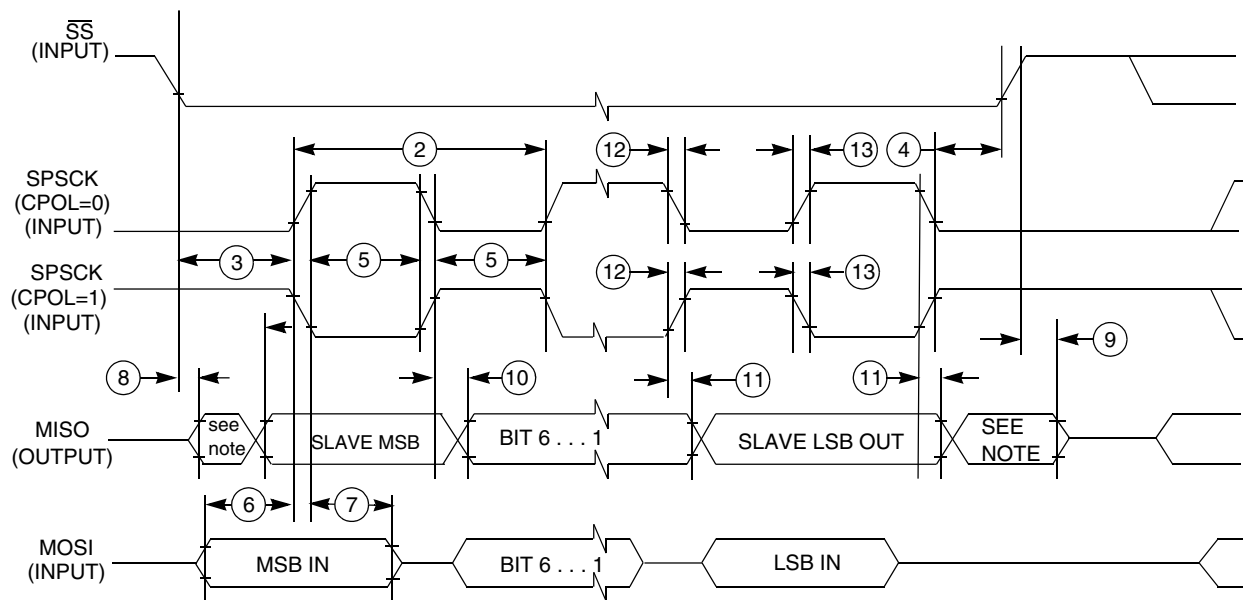 SS
(INPUT)
2
12
13
4
SPSCK
(CPOL=0)
(INPUT)
3
5
5
12
13
SPSCK
(CPOL=1)
(INPUT)
8
10
11
11
9
MISO
(OUTPUT)
see
note
SLAVE MSB
BIT 6 . . . 1
SLAVE LSB OUT
SEE
NOTE
6
7
MOSI
(INPUT)
MSB IN
BIT 6 . . . 1
LSB IN